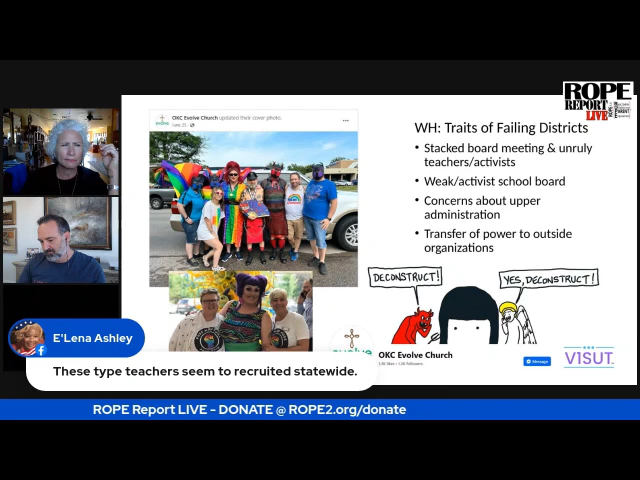 ROPE
REPORT
LIVE
OKC Evolve Church updated their cover photo.
WH: Traits of Failing Districts
• Stacked board meeting & unruly
teachers/activists
• Weak/activist school board
• Concerns about upper
administration
• Transfer of power to outside
organizations
DECONSTRUCT!
YES, DECONSTRUCT!
evolve
OKC Evolve Church
Message
V1SUT.
E'Lena Ashley
These type teachers seem to recruited statewide.
ROPE Report LIVE - DONATE @ ROPE2.org/donate